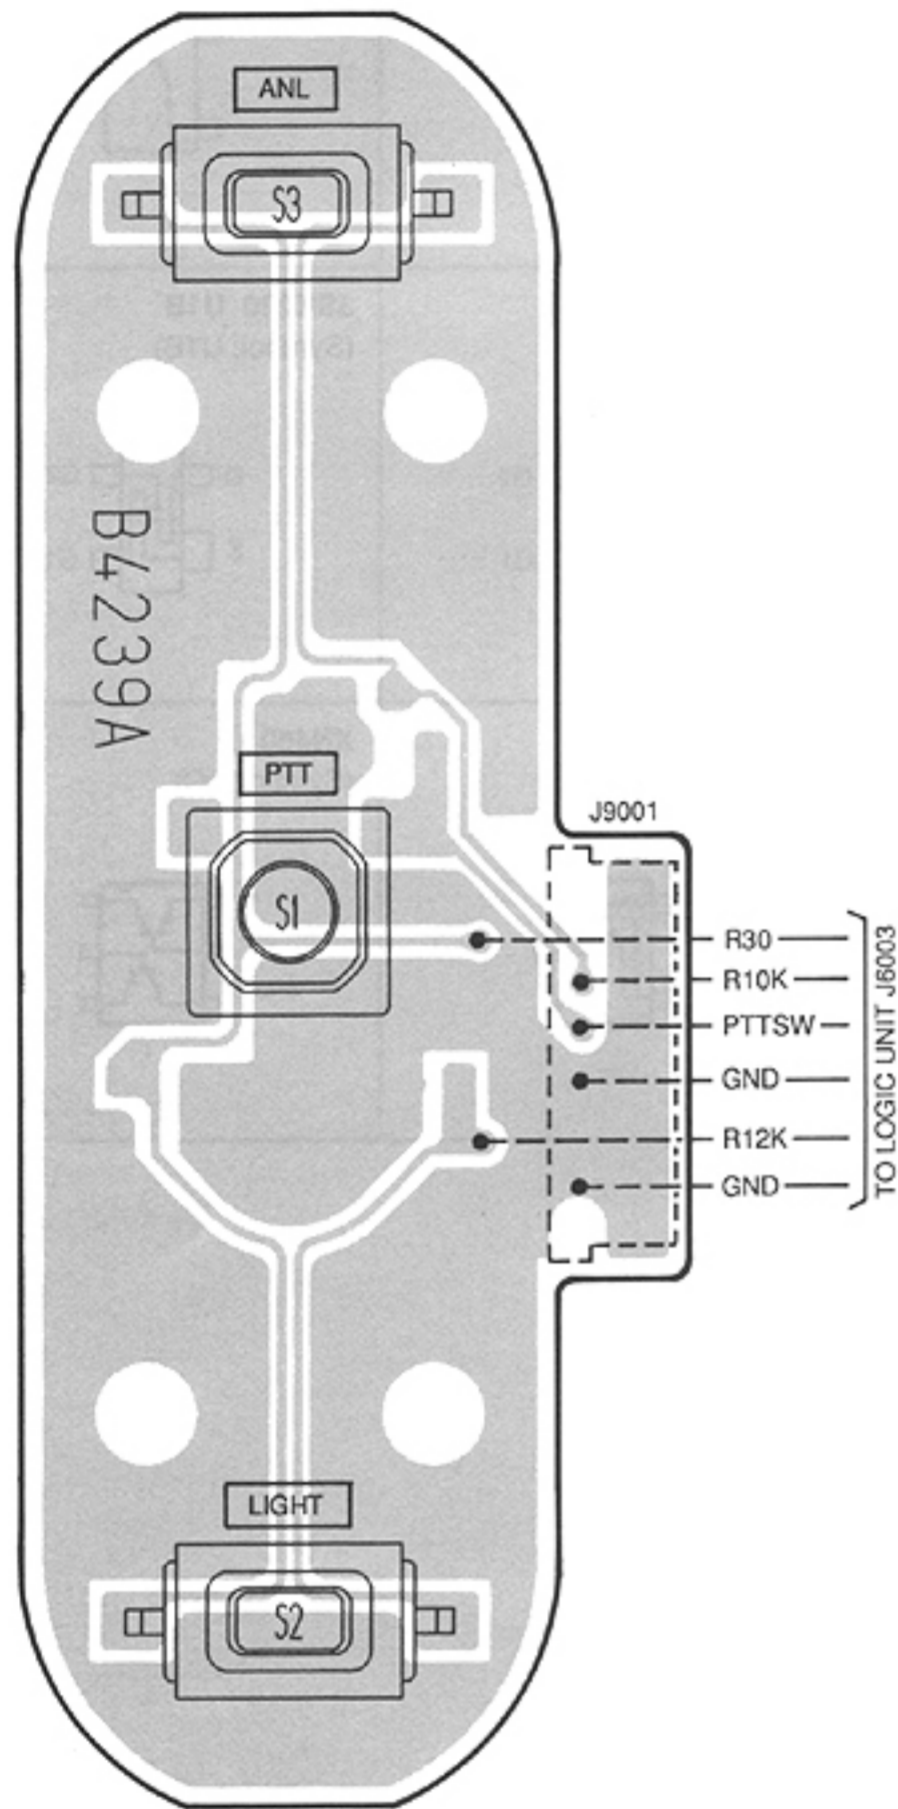 ANL
S3
B4239A
PTT
S1
J9001
R30
R10K
PTTSW
GND
R12K
GND
TO LOGIC UNIT J6003
LIGHT
S2